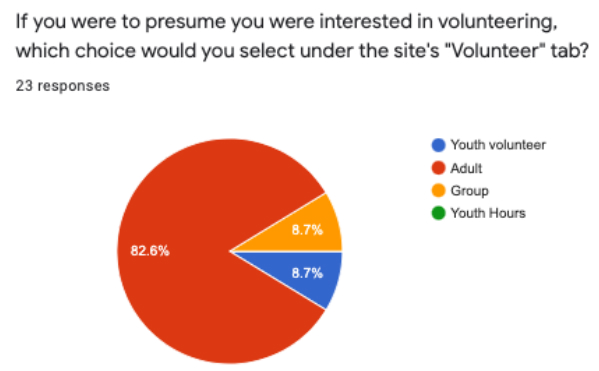 If you were to presume you were interested in volunteering,
which choice would you select under the site's "Volunteer" tab?
23 responses
Youth volunteer
Adult
Group
Youth Hours
8.7%
82.6%
8.7%